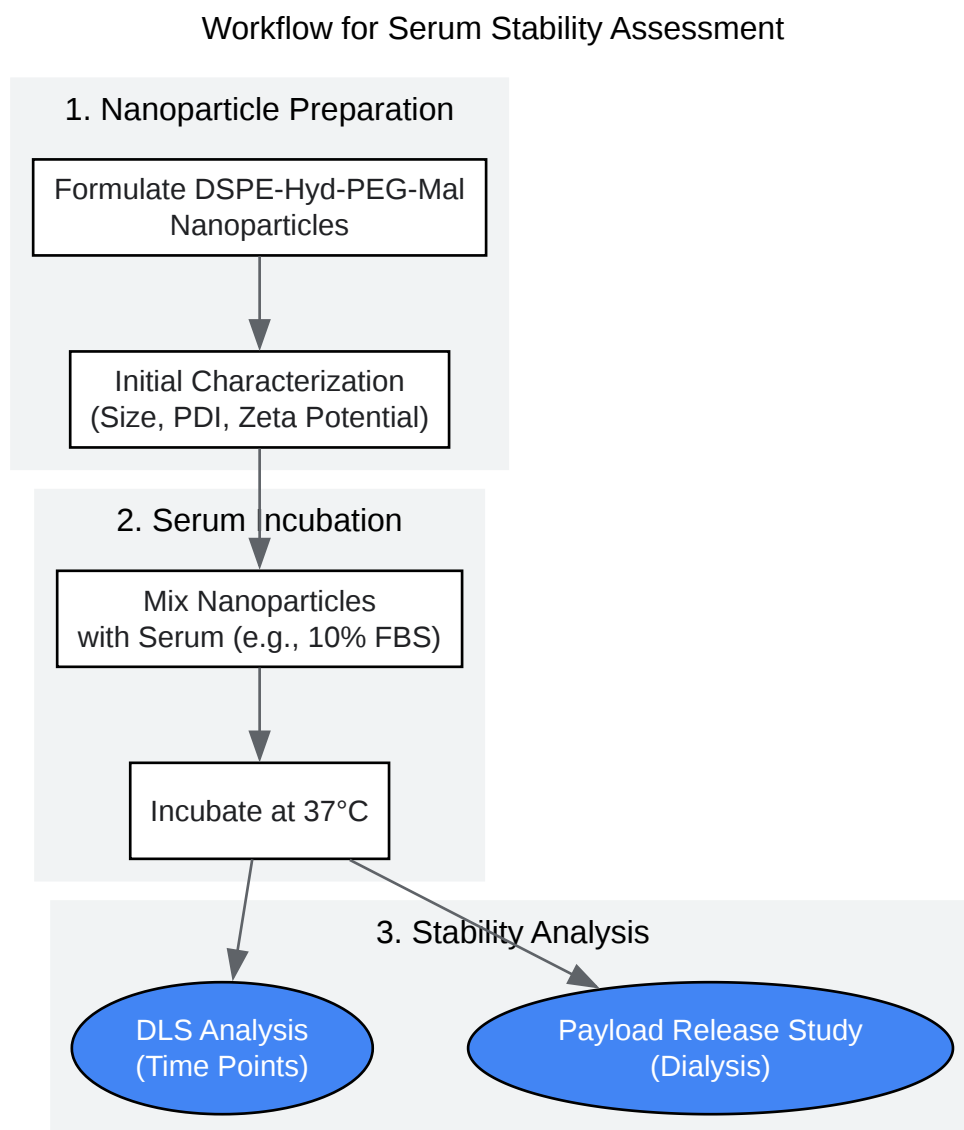 Workflow for Serum Stability Assessment
1. Nanoparticle Preparation
Formulate DSPE-Hyd-PEG-Mal
Nanoparticles
Initial Characterization
(Size, PDI, Zeta Potential)
2. Serum Incubation
Mix Nanoparticles
with Serum (e.g., 10% FBS)
Incubate at 37°C
3. Stability Analysis
DLS Analysis
(Time Points)
Payload Release Study
(Dialysis)